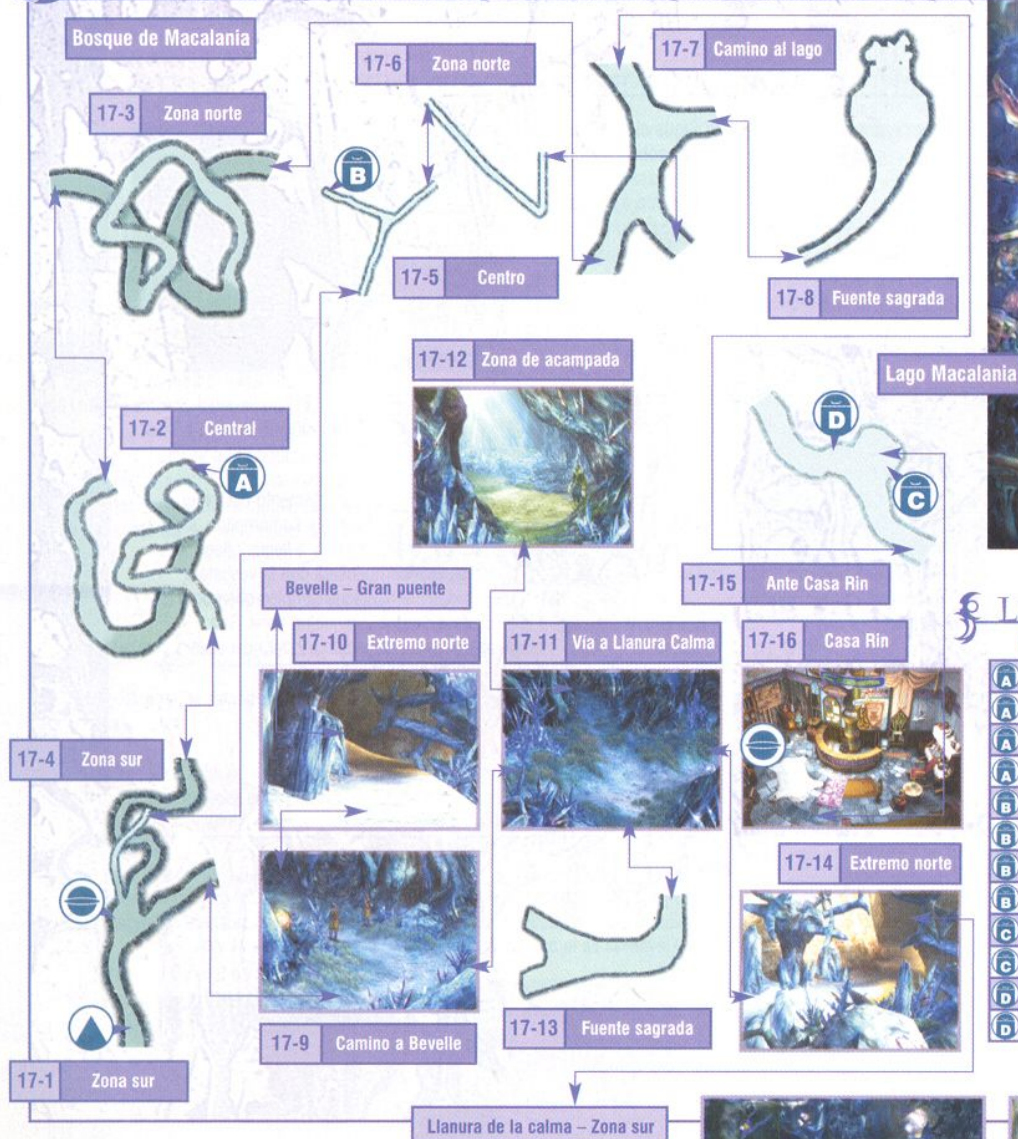 Bosque de Macalania
17-6 Zona norte
17-7 Camino al lago
17-3 Zona norte
B
17-5 Centro
17-8 Fuente sagrada
17-12 Zona de acampada
Lago Macalania
17-2 Central
A
D
C
Bevelle – Gran puente
17-15 Ante Casa Rin
L
17-10 Extremo norte
17-11 Vía a Llanura Calma
17-16 Casa Rin
A
A
A
A
B
B
B
B
C
C
D
D
17-4 Zona sur
17-14 Extremo norte
17-9 Camino a Bevelle
17-13 Fuente sagrada
17-1 Zona sur
Llanura de la calma – Zona sur